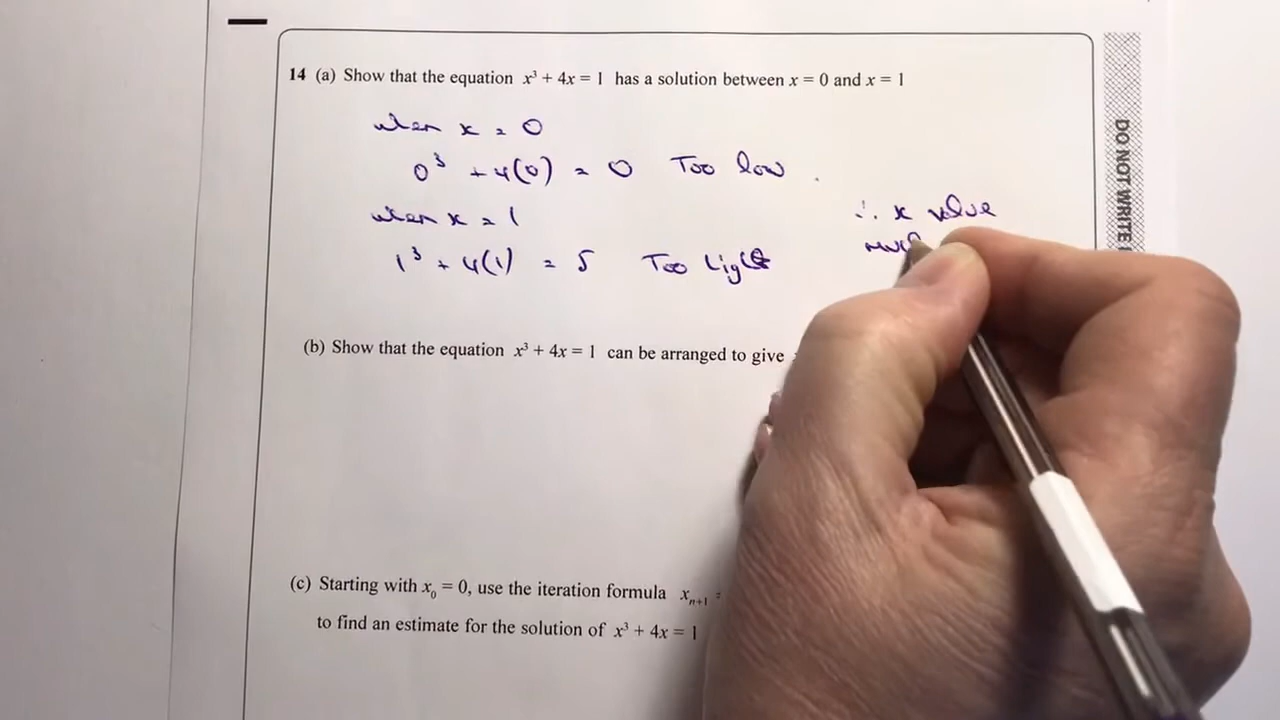 14 (a) Show that the equation x³ + 4x = 1 has a solution between x = 0 and x = 1
when x = 0
0³ + 4(0) = 0 Too low
when x = 1
1³ + 4(1) = 5 Too high
∴ x value
(b) Show that the equation x³ + 4x = 1 can be arranged to give
(c) Starting with x₀ = 0, use the iteration formula xₙ₊₁ =
to find an estimate for the solution of x³ + 4x = 1
DO NOT WRITE